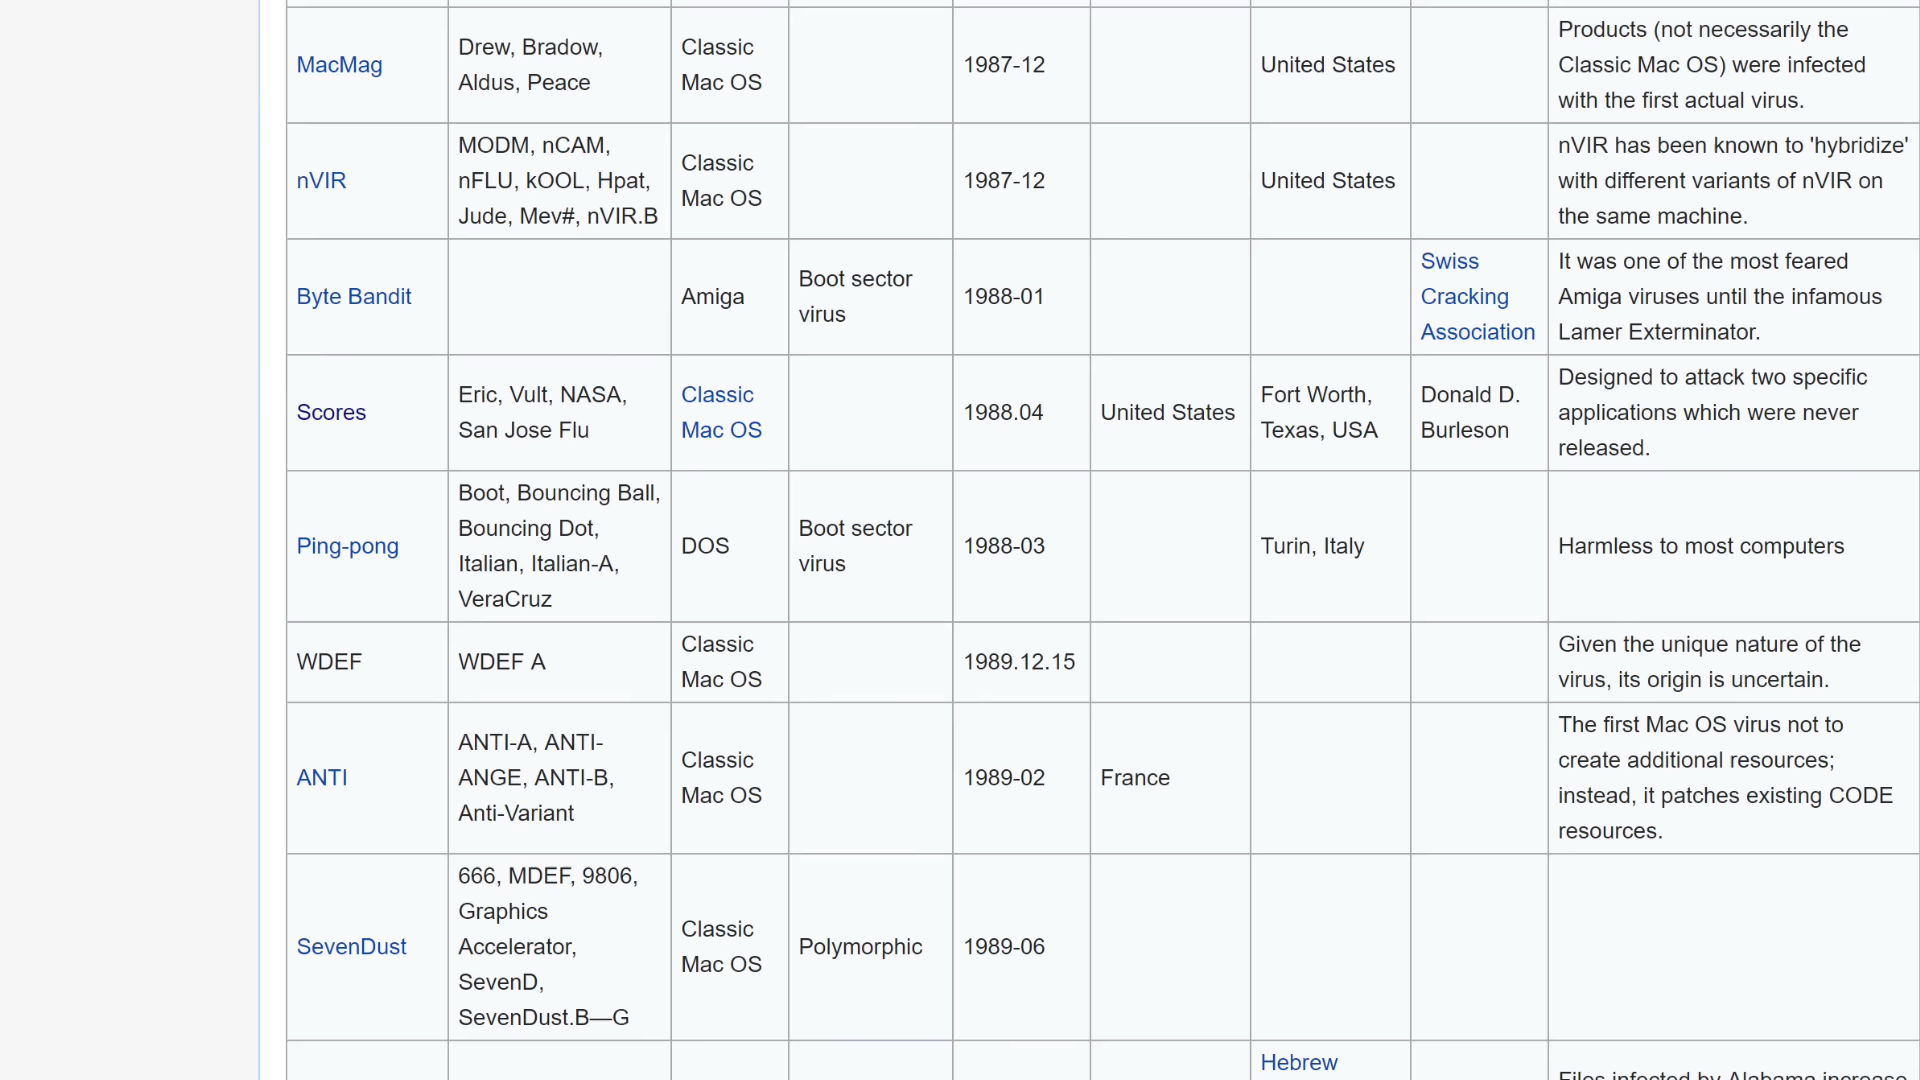 MacMag
Drew, Bradow,
Aldus, Peace
Classic
Mac OS
1987-12
United States
Products (not necessarily the
Classic Mac OS) were infected
with the first actual virus.
nVIR
MODM, nCAM,
nFLU, kOOL, Hpat,
Jude, Mev#, nVIR.B
Classic
Mac OS
1987-12
United States
nVIR has been known to 'hybridize'
with different variants of nVIR on
the same machine.
Byte Bandit
Amiga
Boot sector
virus
1988-01
Swiss
Cracking
Association
It was one of the most feared
Amiga viruses until the infamous
Lamer Exterminator.
Scores
Eric, Vult, NASA,
San Jose Flu
Classic
Mac OS
1988.04
United States
Fort Worth,
Texas, USA
Donald D.
Burleson
Designed to attack two specific
applications which were never
released.
Ping-pong
Boot, Bouncing Ball,
Bouncing Dot,
Italian, Italian-A,
VeraCruz
DOS
Boot sector
virus
1988-03
Turin, Italy
Harmless to most computers
WDEF
WDEF A
Classic
Mac OS
1989.12.15
Given the unique nature of the
virus, its origin is uncertain.
ANTI
ANTI-A, ANTI-
ANGE, ANTI-B,
Anti-Variant
Classic
Mac OS
1989-02
France
The first Mac OS virus not to
create additional resources;
instead, it patches existing CODE
resources.
SevenDust
666, MDEF, 9806,
Graphics
Accelerator,
SevenD,
SevenDust.B—G
Classic
Mac OS
Polymorphic
1989-06
Hebrew
Files infected by Alabama increase